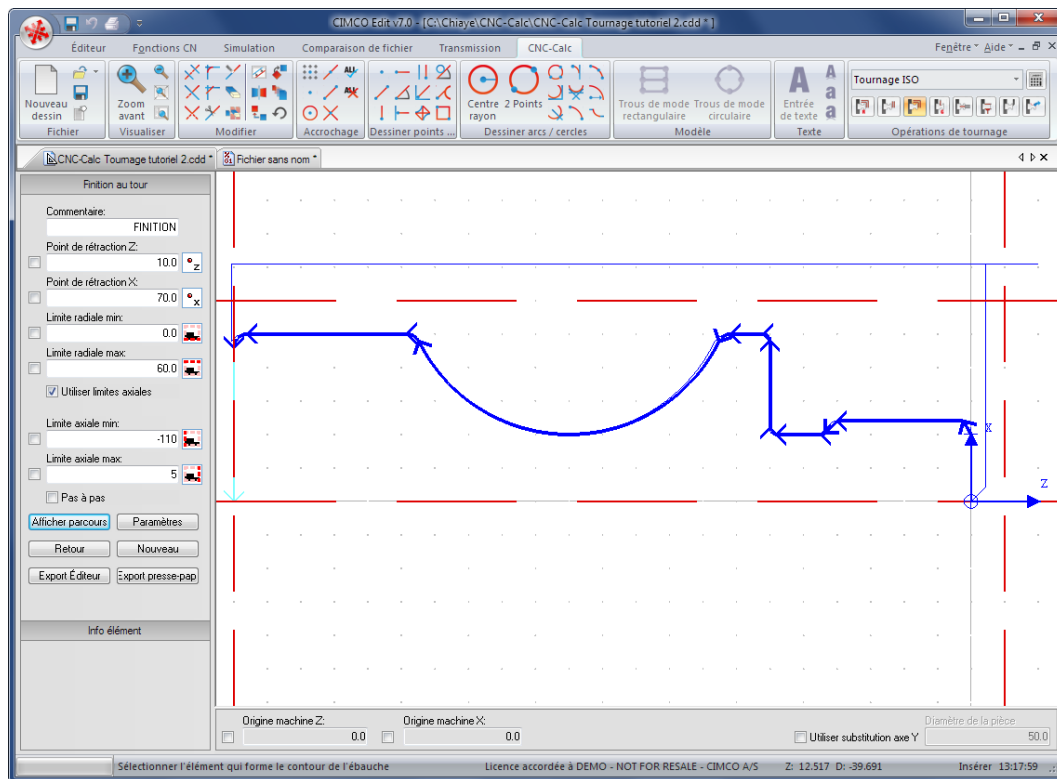 CIMCO Edit v7.0 - [C:\Chiaye\CNC-Calc\CNC-Calc Tournage tutoriel 2.cdd * ]
Éditeur Fonctions CN Simulation Comparaison de fichier Transmission CNC-Calc Fenêtre Aide
Nouveau dessin
Zoom avant
Centre rayon
2 Points
Trous de mode rectangulaire
Trous de mode circulaire
Entrée de texte
Tournage ISO
Fichier Visualiser Modifier Accrochage Dessiner points ... Dessiner arcs / cercles Modèle Texte Opérations de tournage
CNC-Calc Tournage tutoriel 2.cdd * Fichier sans nom *
Finition au tour
Commentaire:
FINITION
Point de rétraction Z:
10.0
Point de rétraction X:
70.0
Limite radiale min:
0.0
Limite radiale max:
60.0
Utiliser limites axiales
Limite axiale min:
-110
Limite axiale max:
5
Pas à pas
Afficher parcours Paramètres
Retour Nouveau
Export Éditeur Export presse-pap
Info élément
X
Z
Origine machine Z: Origine machine X: Diamètre de la pièce
0.0 0.0 Utiliser substitution axe Y 50.0
Sélectionner l'élément qui forme le contour de l'ébauche Licence accordée à DEMO - NOT FOR RESALE - CIMCO A/S Z: 12.517 D: -39.691 Insérer 13:17:59